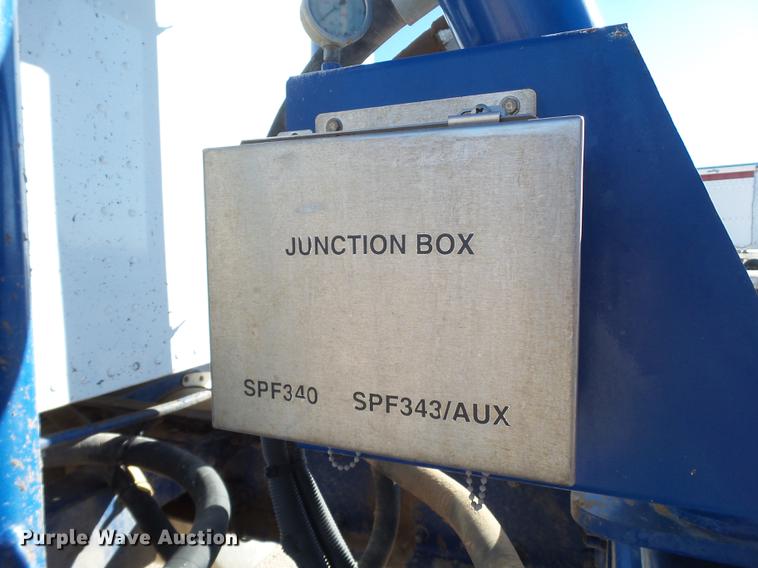 JUNCTION BOX
SPF340 SPF343/AUX
Purple Wave Auction